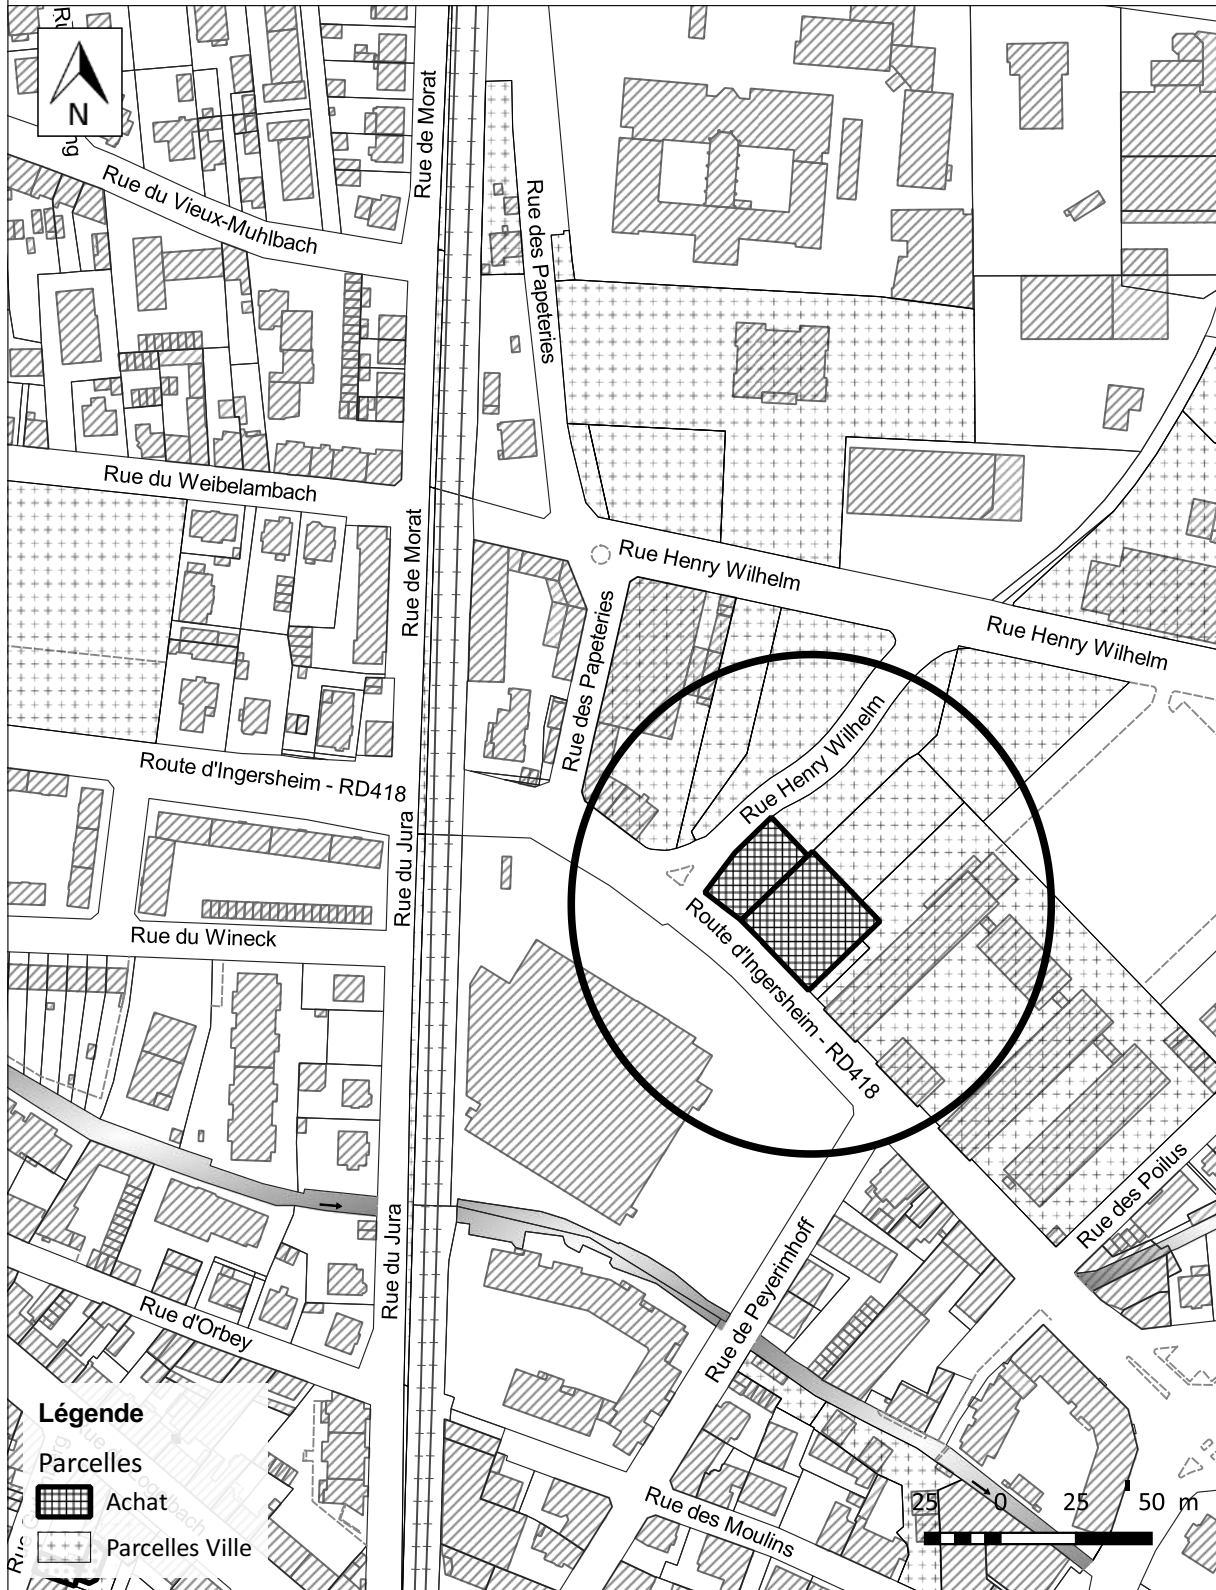 N
Rue du Vieux-Muhlbach
Rue de Morat
Rue des Papeteries
Rue du Weibelambach
Rue de Morat
Rue Henry Wilhelm
Rue Henry Wilhelm
Rue des Papeteries
Rue Henry Wilhelm
Route d'Ingersheim - RD418
Rue du Jura
Rue du Wineck
Route d'Ingersheim - RD418
Rue des Poilus
Rue du Jura
Rue de Peyerimhoff
Rue d'Orbey
Rue des Moulins
Légende
Parcelles
Achat
Parcelles Ville
Rue
25 0 25 50 m